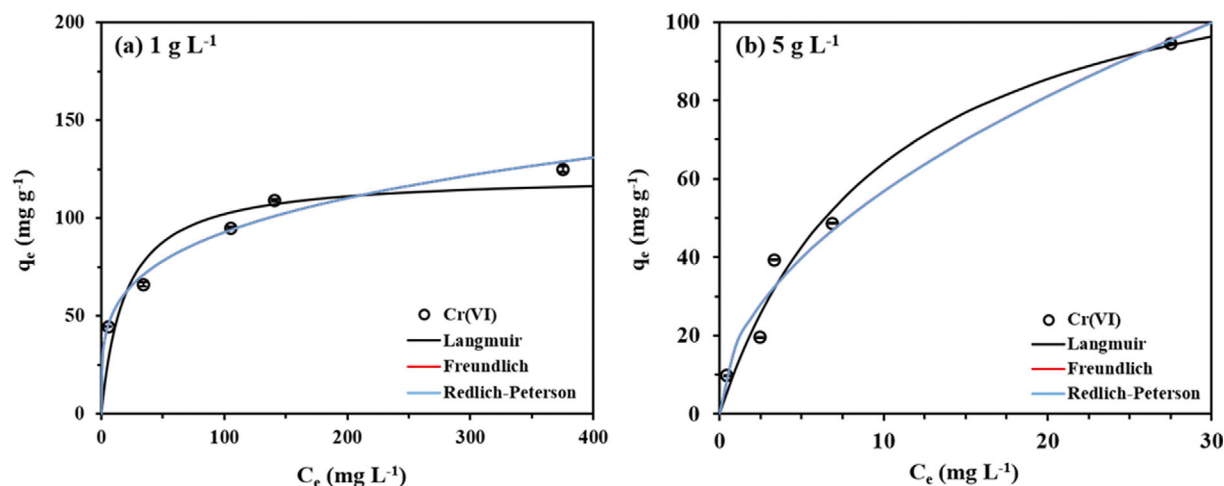 (a) 1 g L⁻¹
200
150
100
50
0
qₑ (mg g⁻¹)
0 100 200 300 400
Cₑ (mg L⁻¹)
Cr(VI)
Langmuir
Freundlich
Redlich-Peterson
(b) 5 g L⁻¹
100
80
60
40
20
0
qₑ (mg g⁻¹)
0 10 20 30
Cₑ (mg L⁻¹)
Cr(VI)
Langmuir
Freundlich
Redlich-Peterson